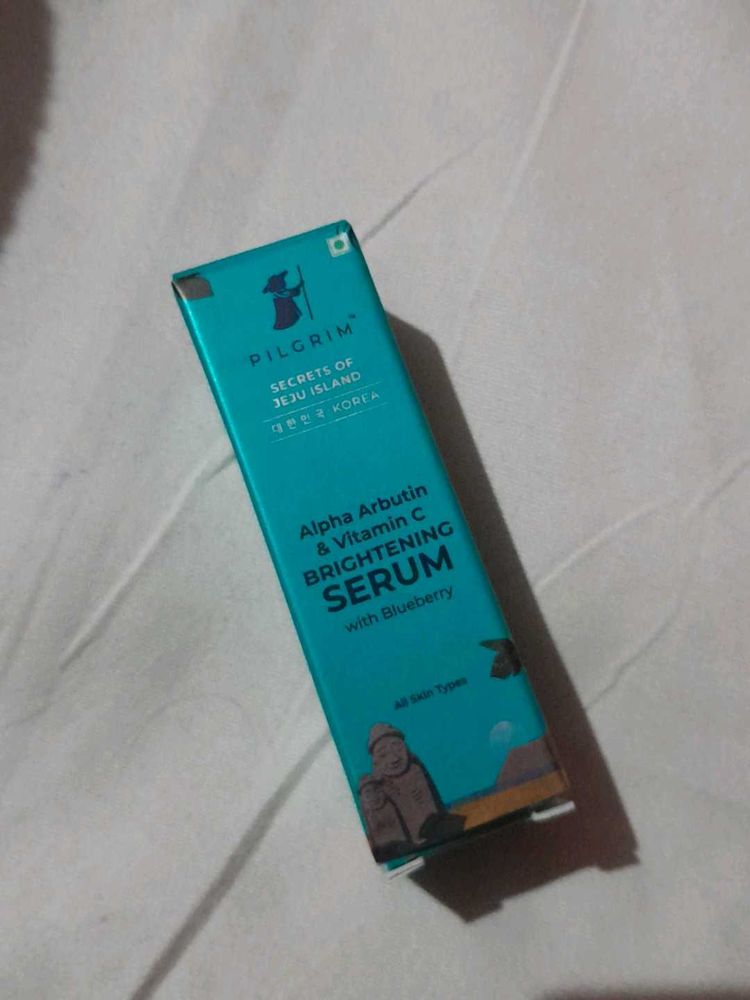 PILGRIM™
SECRETS OF
JEJU ISLAND
대한민국 KOREA
Alpha Arbutin
& Vitamin C
BRIGHTENING
SERUM
with Blueberry
All Skin Types